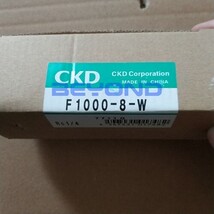 CKD
CKD Corporation
MADE IN CHINA
BEYOND
F1000-8-W